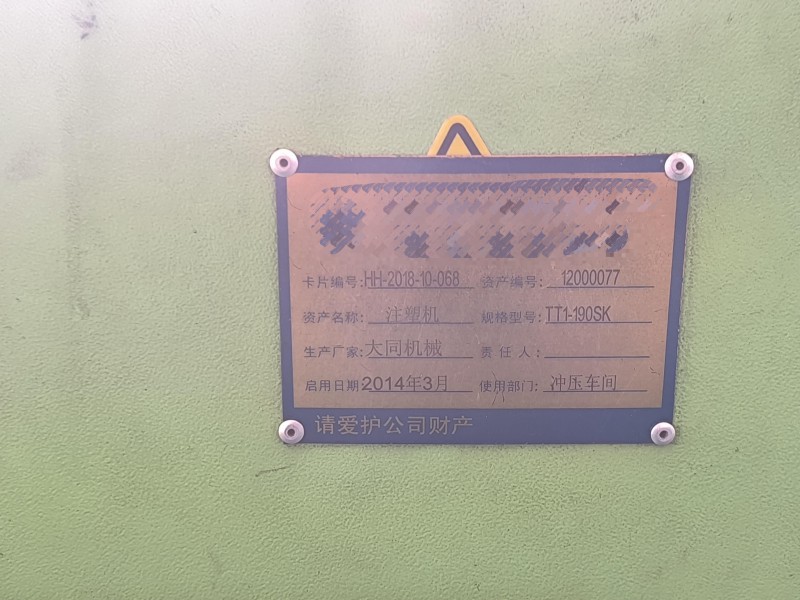 卡片编号:HH-2018-10-068 资产编号: 12000077
资产名称: 注塑机 规格型号:TT1-190SK
生产厂家:大同机械 责任人:
启用日期2014年3月 使用部门: 冲压车间
请爱护公司财产